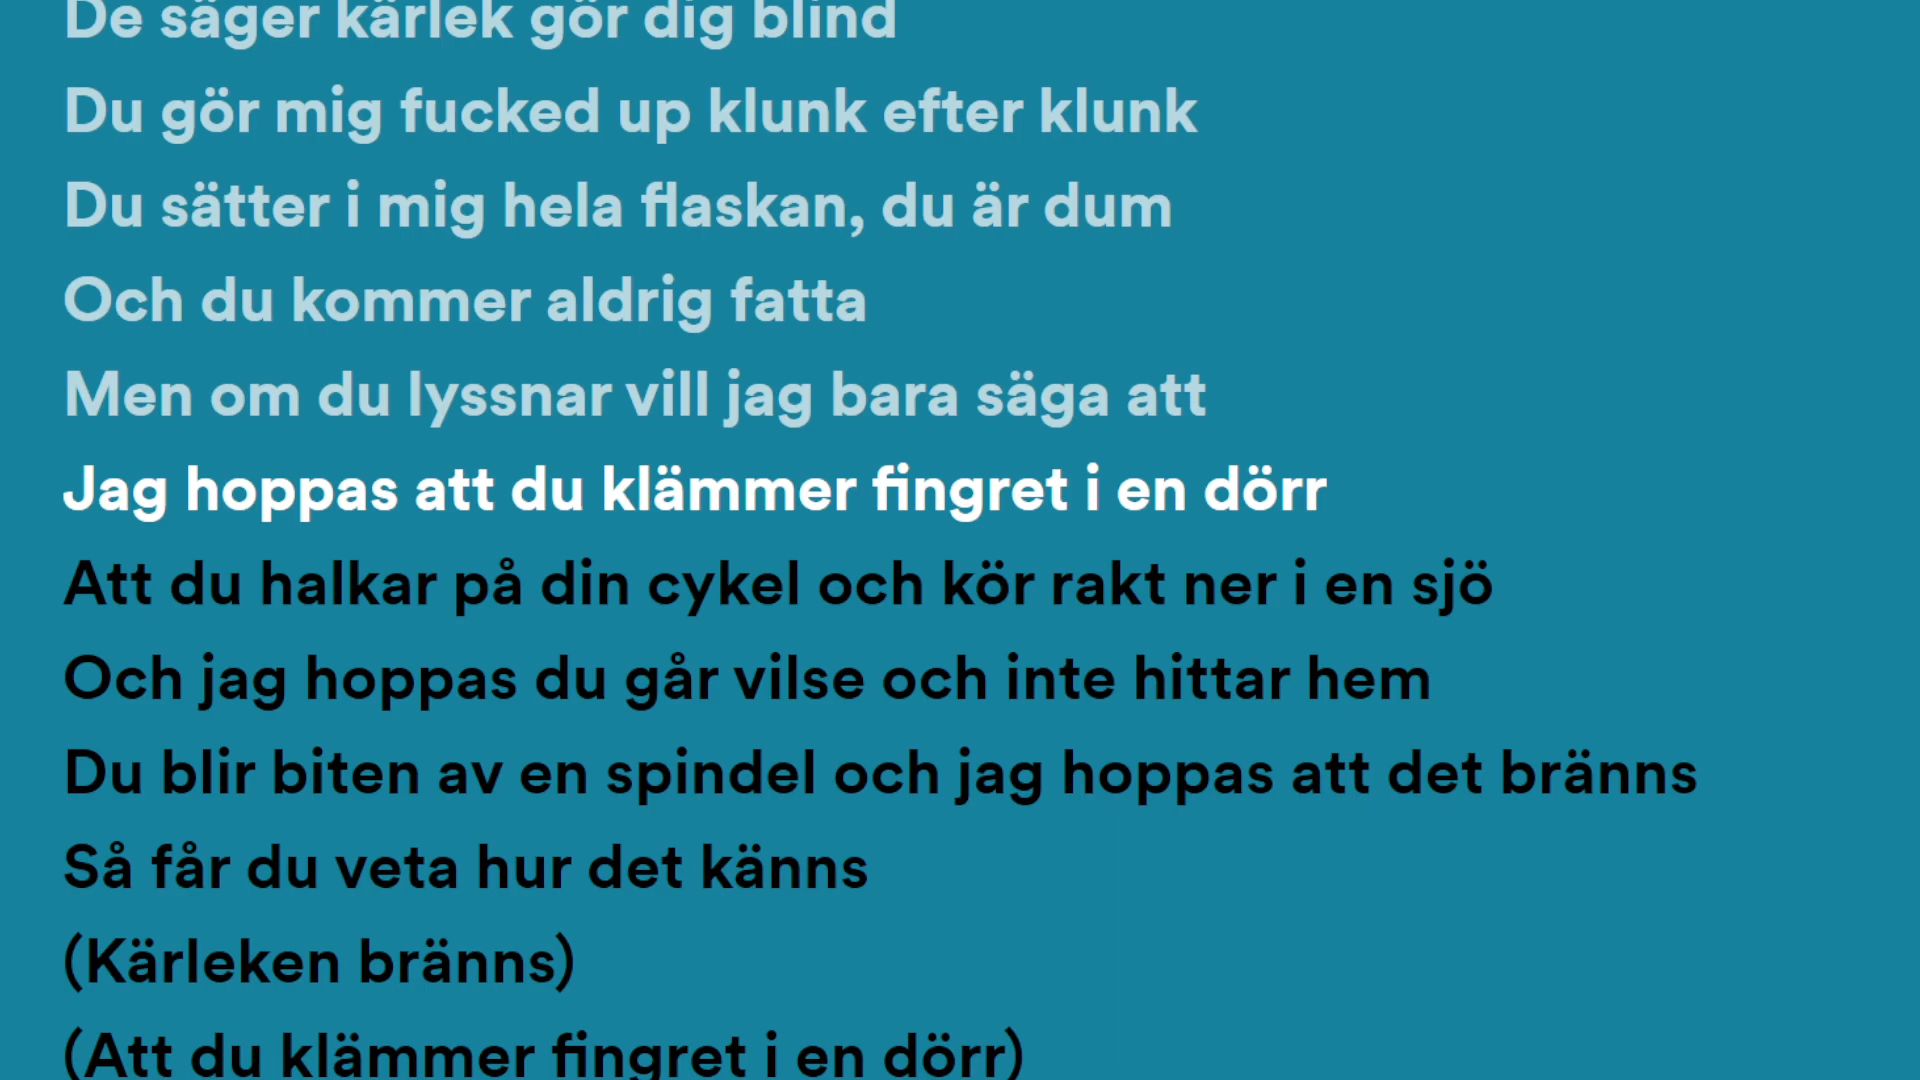 De säger kärlek gör dig blind
Du gör mig fucked up klunk efter klunk
Du sätter i mig hela flaskan, du är dum
Och du kommer aldrig fatta
Men om du lyssnar vill jag bara säga att
Jag hoppas att du klämmer fingret i en dörr
Att du halkar på din cykel och kör rakt ner i en sjö
Och jag hoppas du går vilse och inte hittar hem
Du blir biten av en spindel och jag hoppas att det bränns
Så får du veta hur det känns
(Kärleken bränns)
(Att du klämmer fingret i en dörr)